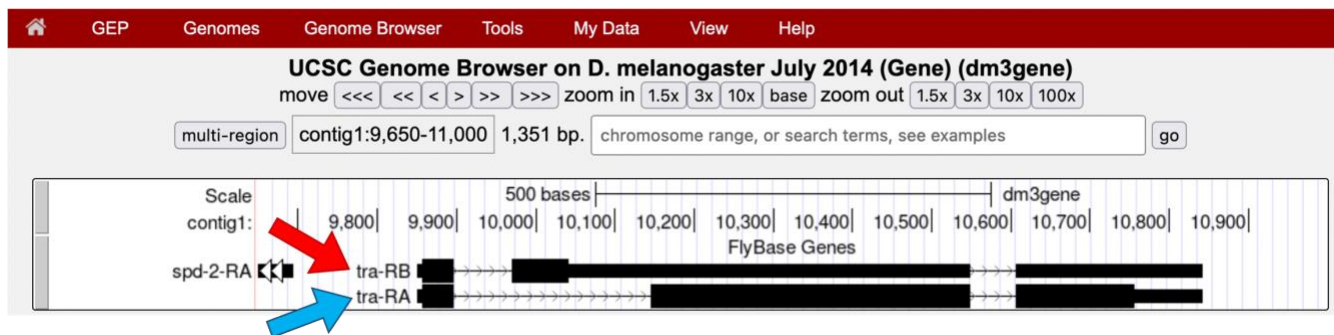 GEP Genomes Genome Browser Tools My Data View Help
UCSC Genome Browser on D. melanogaster July 2014 (Gene) (dm3gene)
move <<< << < > >> >>> zoom in 1.5x 3x 10x base zoom out 1.5x 3x 10x 100x
multi-region contig1:9,650-11,000 1,351 bp. chromosome range, or search terms, see examples go
Scale 500 bases dm3gene
contig1: 9,800 9,900 10,000 10,100 10,200 10,300 10,400 10,500 10,600 10,700 10,800 10,900
FlyBase Genes
spd-2-RA tra-RB
tra-RA